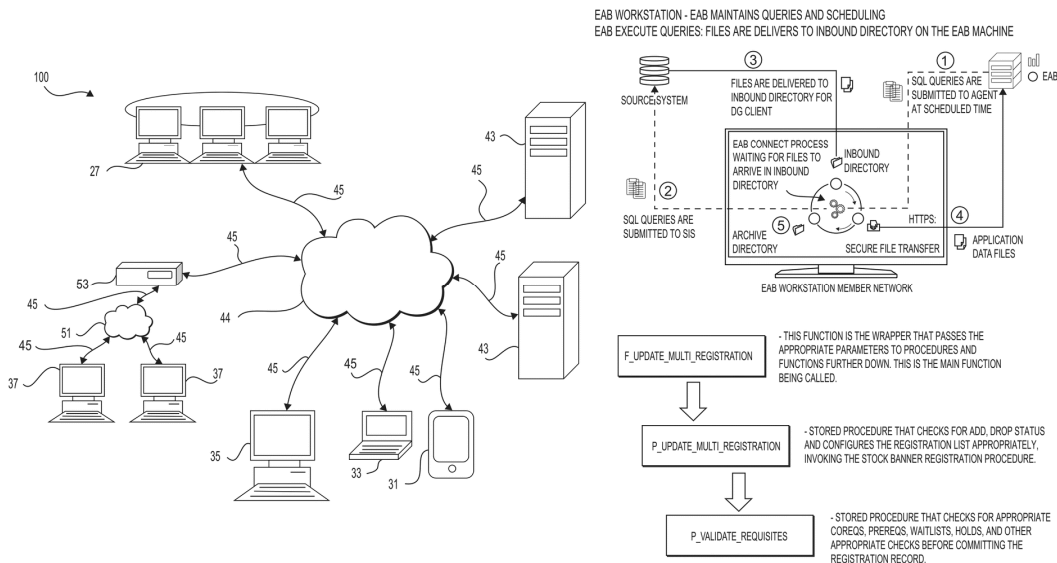 100
27
43
45
45
45
45
53
45
44
51
45
45
43
37
37
45
45
45
35
33
31
EAB WORKSTATION - EAB MAINTAINS QUERIES AND SCHEDULING
EAB EXECUTE QUERIES: FILES ARE DELIVERS TO INBOUND DIRECTORY ON THE EAB MACHINE
3
1
SOURCE SYSTEM
FILES ARE DELIVERED TO
INBOUND DIRECTORY FOR
DG CLIENT
SQL QUERIES ARE
SUBMITTED TO AGENT
AT SCHEDULED TIME
EAB
EAB CONNECT PROCESS
WAITING FOR FILES TO
ARRIVE IN INBOUND
DIRECTORY
INBOUND
DIRECTORY
2
SQL QUERIES ARE
SUBMITTED TO SIS
5
ARCHIVE
DIRECTORY
HTTPS:
4
SECURE FILE TRANSFER
APPLICATION
DATA FILES
EAB WORKSTATION MEMBER NETWORK
F_UPDATE_MULTI_REGISTRATION
- THIS FUNCTION IS THE WRAPPER THAT PASSES THE
APPROPRIATE PARAMETERS TO PROCEDURES AND
FUNCTIONS FURTHER DOWN. THIS IS THE MAIN FUNCTION
BEING CALLED.
P_UPDATE_MULTI_REGISTRATION
- STORED PROCEDURE THAT CHECKS FOR ADD, DROP STATUS
AND CONFIGURES THE REGISTRATION LIST APPROPRIATELY,
INVOKING THE STOCK BANNER REGISTRATION PROCEDURE.
P_VALIDATE_REQUISITES
- STORED PROCEDURE THAT CHECKS FOR APPROPRIATE
COREQS, PREREQS, WAITLISTS, HOLDS, AND OTHER
APPROPRIATE CHECKS BEFORE COMMITTING THE
REGISTRATION RECORD.